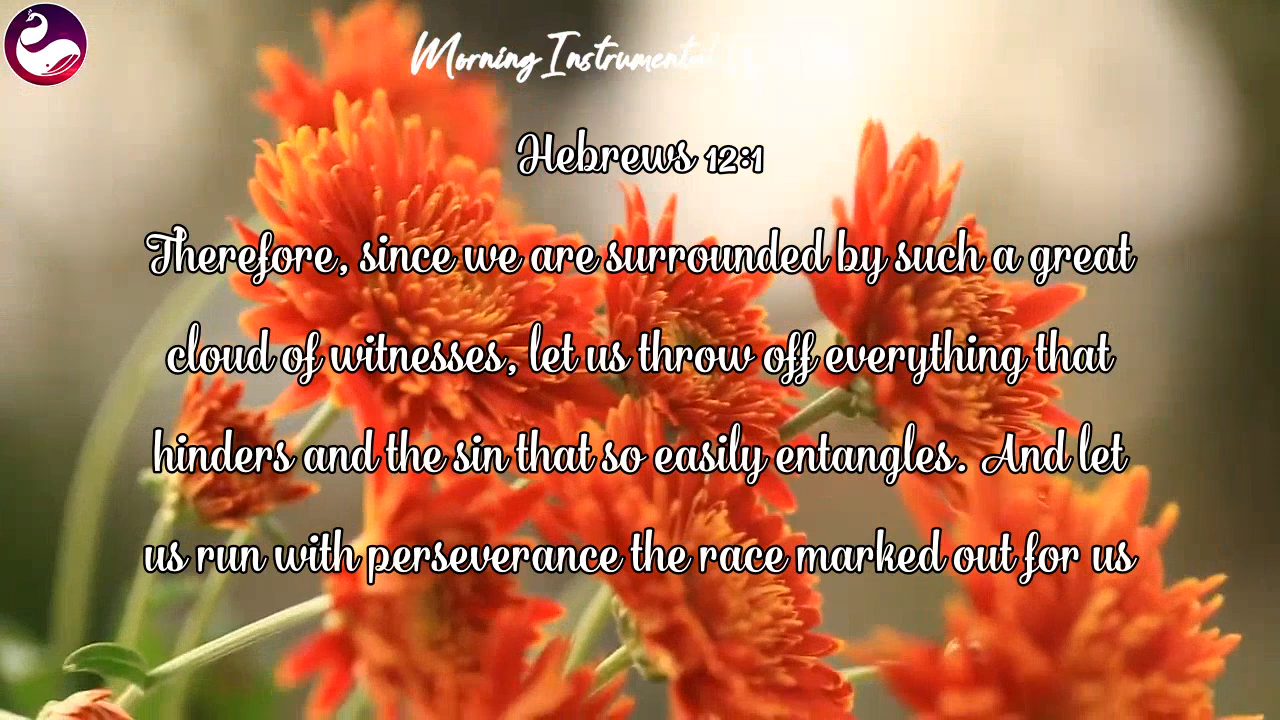 Morning Instrumental
Hebrews 12:1
Therefore, since we are surrounded by such a great
cloud of witnesses, let us throw off everything that
hinders and the sin that so easily entangles. And let
us run with perseverance the race marked out for us